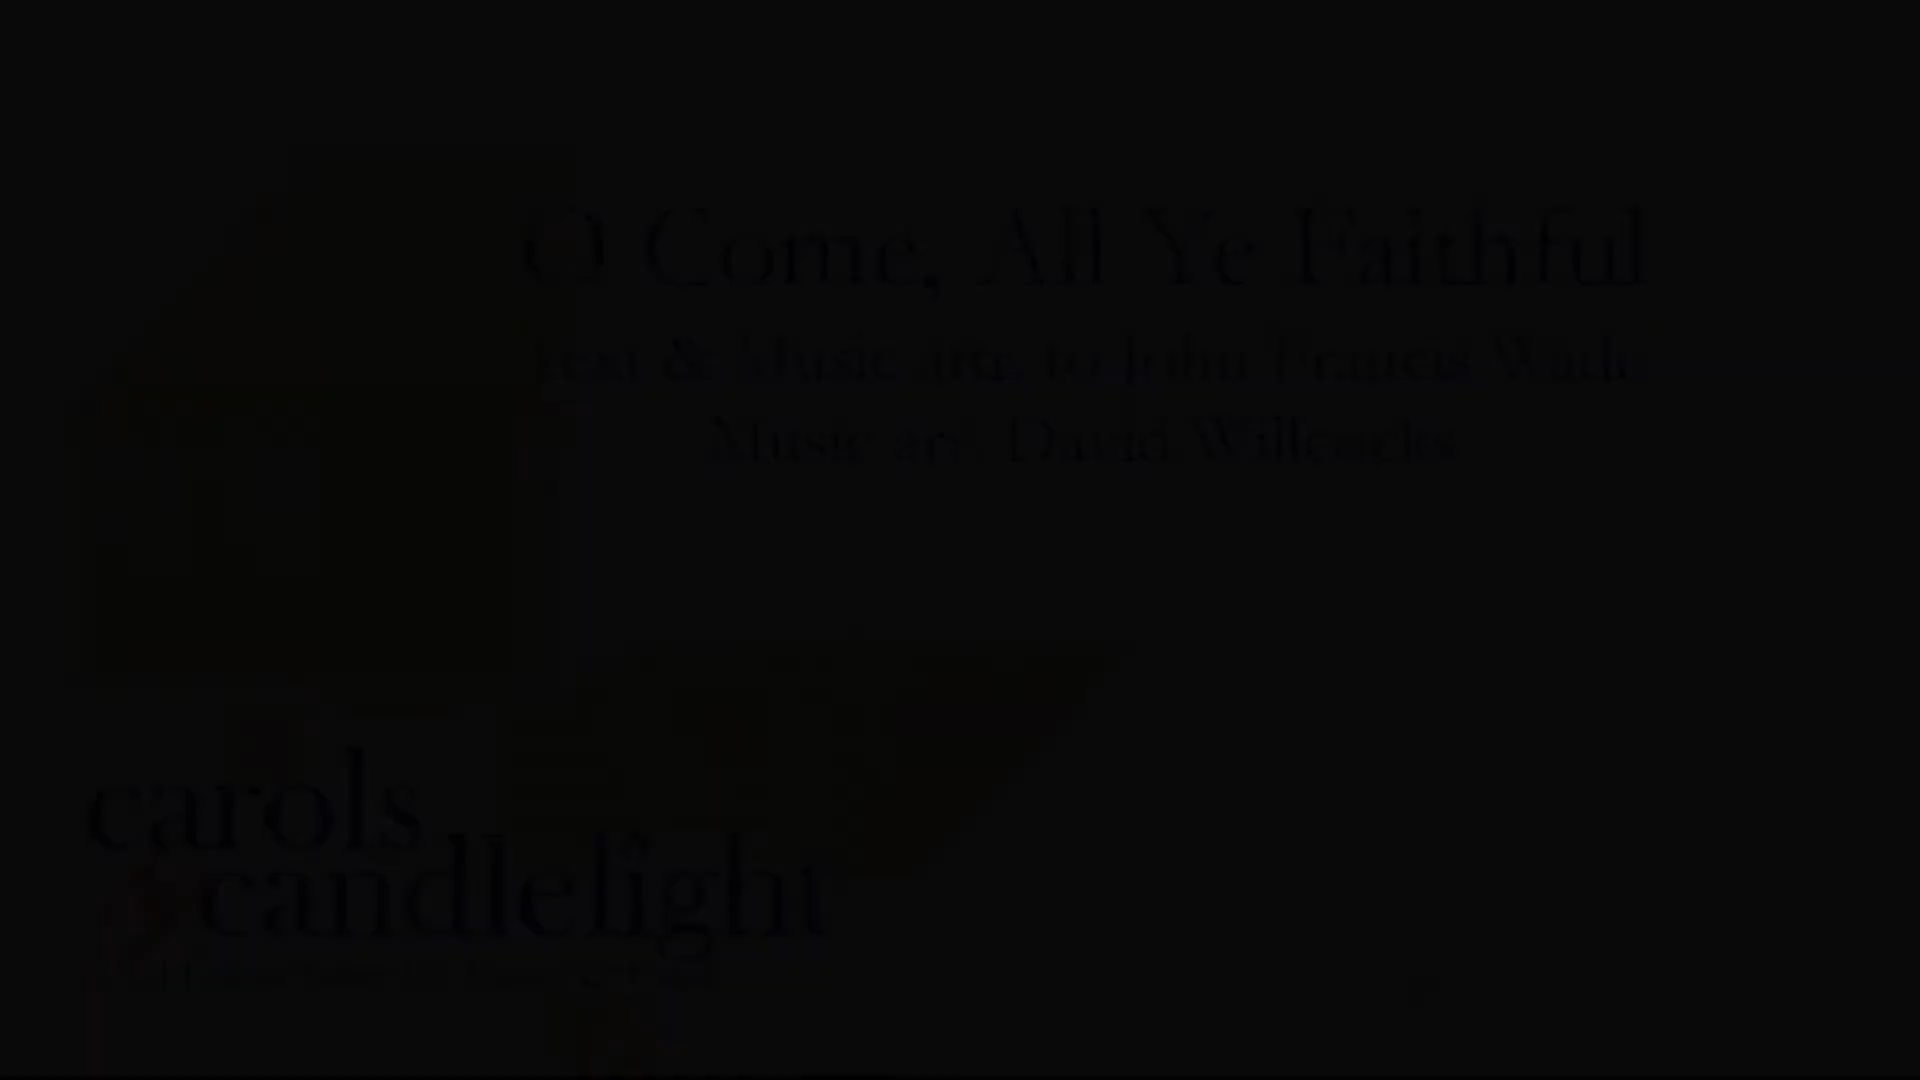 O Come, All Ye Faithful
Text & Music attr. to John Francis Wade
Music arr. David Willcocks
carols
candlelight